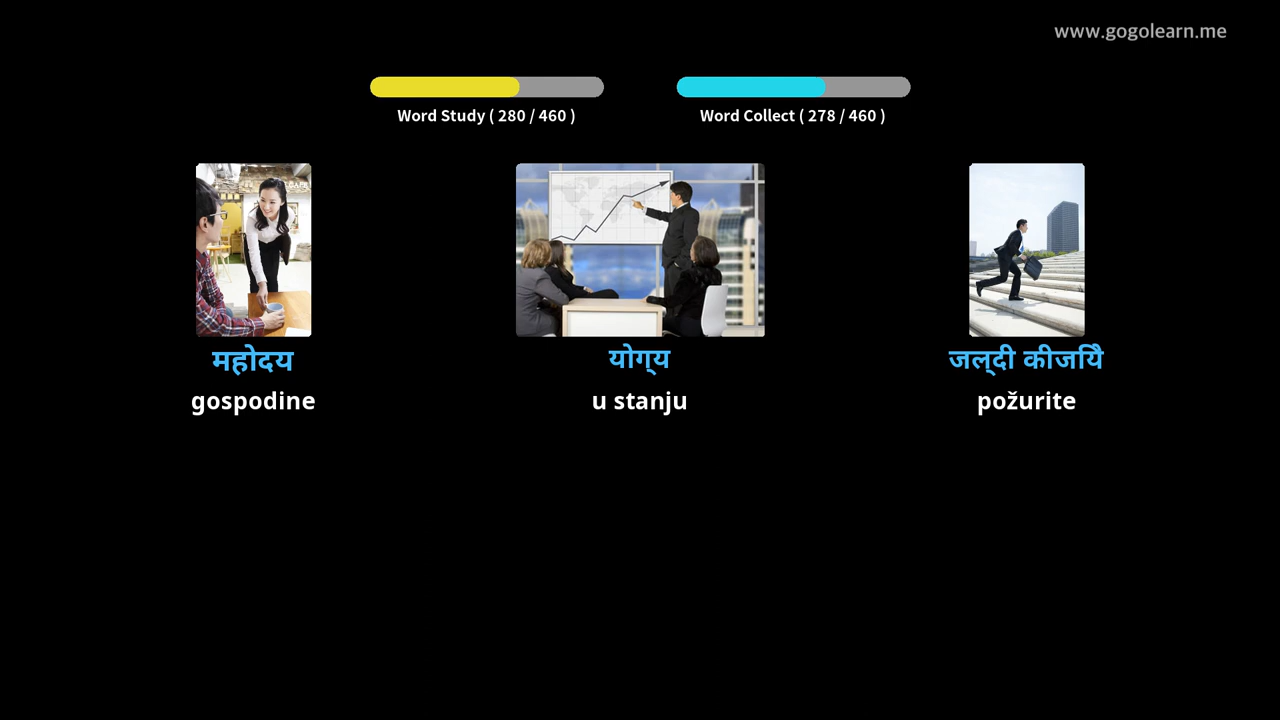 www.gogolearn.me
Word Study ( 280 / 460 )
Word Collect ( 278 / 460 )
महोदय
योग्य
जल्दी कीजियेि
gospodine
u stanju
požurite